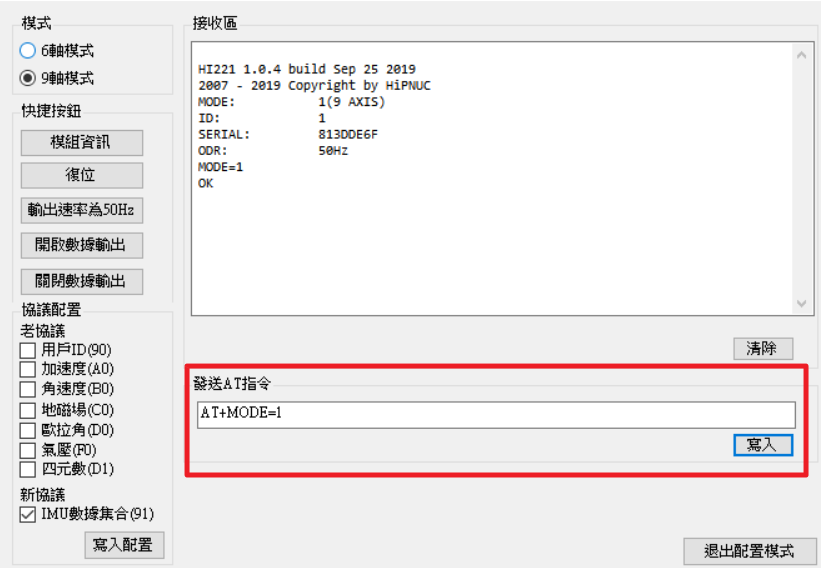 模式
6軸模式
9軸模式
快捷按鈕
模組資訊
復位
輸出速率為50Hz
開啟數據輸出
關閉數據輸出
協議配置
老協議
用戶ID(90)
加速度(A0)
角速度(B0)
地磁場(C0)
歐拉角(D0)
氣壓(F0)
四元數(D1)
新協議
IMU數據集合(91)
寫入配置
接收區
HI221 1.0.4 build Sep 25 2019
2007 - 2019 Copyright by HiPNUC
MODE: 1(9 AXIS)
ID: 1
SERIAL: 813DDE6F
ODR: 50Hz
MODE=1
OK
清除
發送AT指令
AT+MODE=1
寫入
退出配置模式